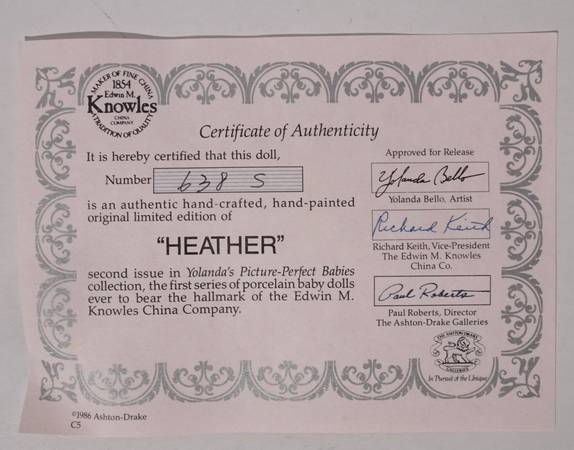 MAKER OF FINE CHINA
1854
Edwin M.
Knowles
CHINA
COMPANY
TRADITION OF QUALITY
Certificate of Authenticity
It is hereby certified that this doll,
Number 638 S
is an authentic hand-crafted, hand-painted
original limited edition of
"HEATHER"
second issue in Yolanda's Picture-Perfect Babies
collection, the first series of porcelain baby dolls
ever to bear the hallmark of the Edwin M.
Knowles China Company.
Approved for Release
Yolanda Bello
Yolanda Bello, Artist
Richard Keith
Richard Keith, Vice-President
The Edwin M. Knowles
China Co.
Paul Roberts
Paul Roberts, Director
The Ashton-Drake Galleries
THE ASHTON-DRAKE
GALLERIES
In Pursuit of the Unique
©1986 Ashton-Drake
C5